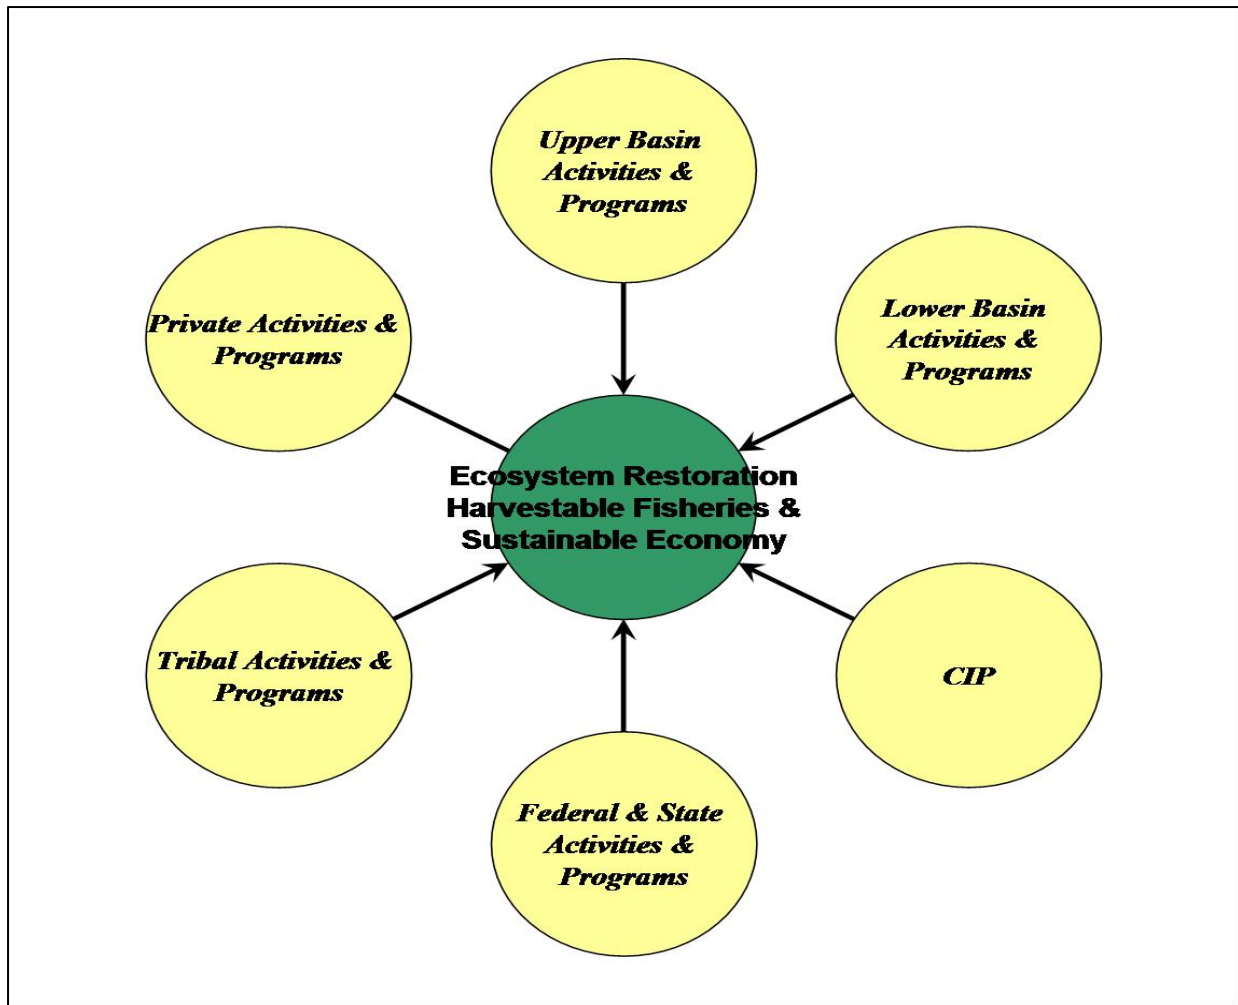 Upper Basin
Activities &
Programs
Private Activities &
Programs
Lower Basin
Activities &
Programs
Ecosystem Restoration
Harvestable Fisheries &
Sustainable Economy
Tribal Activities &
Programs
CIP
Federal & State
Activities &
Programs